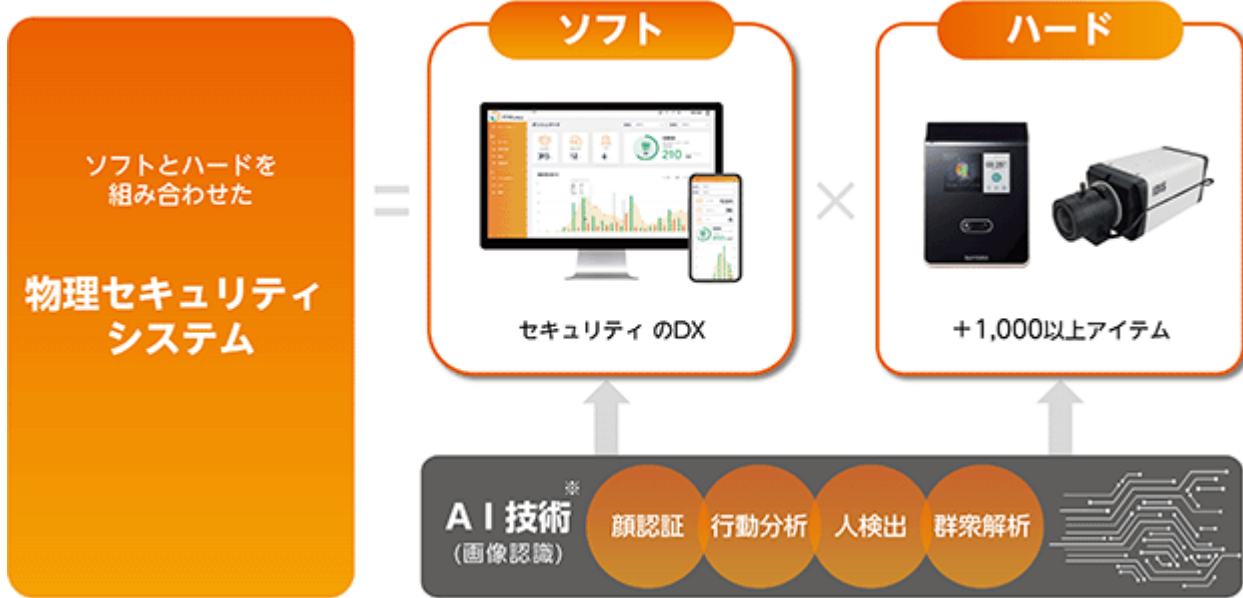 ソフトとハードを
組み合わせた
物理セキュリティ
システム
=
ソフト
セキュリティ のDX
×
ハード
+1,000以上アイテム
AI技術※
(画像認識)
顔認証
行動分析
人検出
群衆解析
210
IDIS